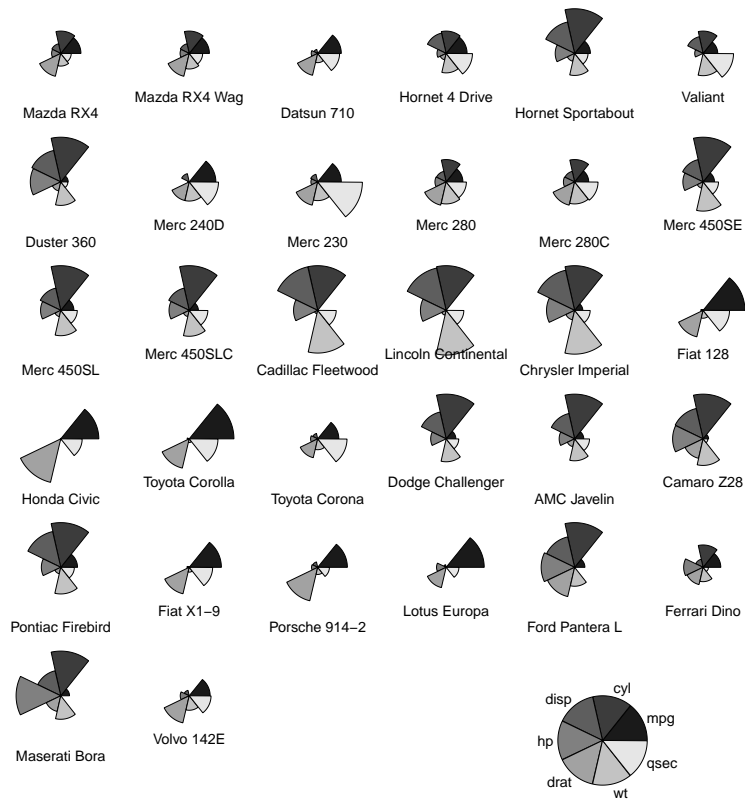 Mazda RX4
Mazda RX4 Wag
Datsun 710
Hornet 4 Drive
Hornet Sportabout
Valiant
Duster 360
Merc 240D
Merc 230
Merc 280
Merc 280C
Merc 450SE
Merc 450SL
Merc 450SLC
Cadillac Fleetwood
Lincoln Continental
Chrysler Imperial
Fiat 128
Honda Civic
Toyota Corolla
Toyota Corona
Dodge Challenger
AMC Javelin
Camaro Z28
Pontiac Firebird
Fiat X1−9
Porsche 914−2
Lotus Europa
Ford Pantera L
Ferrari Dino
Maserati Bora
Volvo 142E
mpg
cyl
disp
hp
drat
wt
qsec